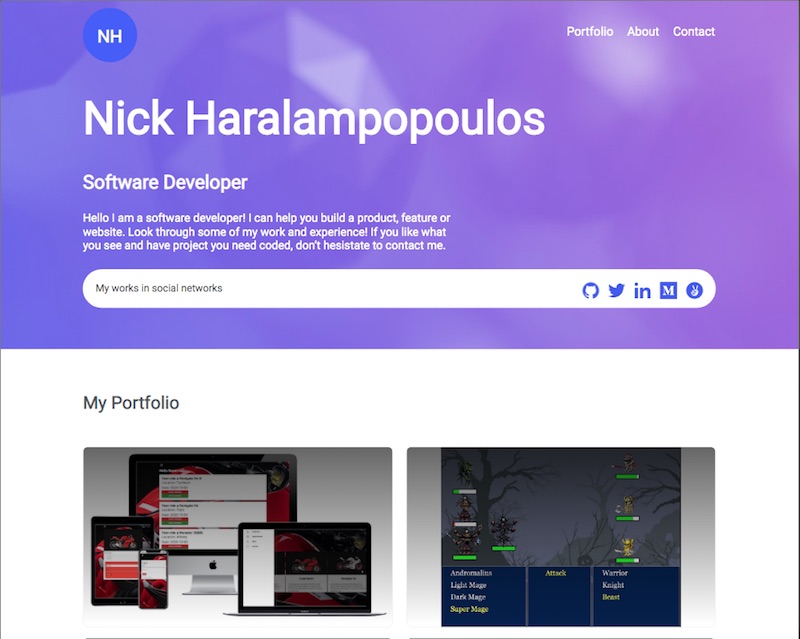 NH
Portfolio About Contact
Nick Haralampopoulos
Software Developer
Hello I am a software developer! I can help you build a product, feature or
website. Look through some of my work and experience! If you like what
you see and have project you need coded, don't hesistate to contact me.
My works in social networks
in
M
My Portfolio
Andromalius
Light Mage
Dark Mage
Super Mage
Attack
Warrior
Knight
Beast